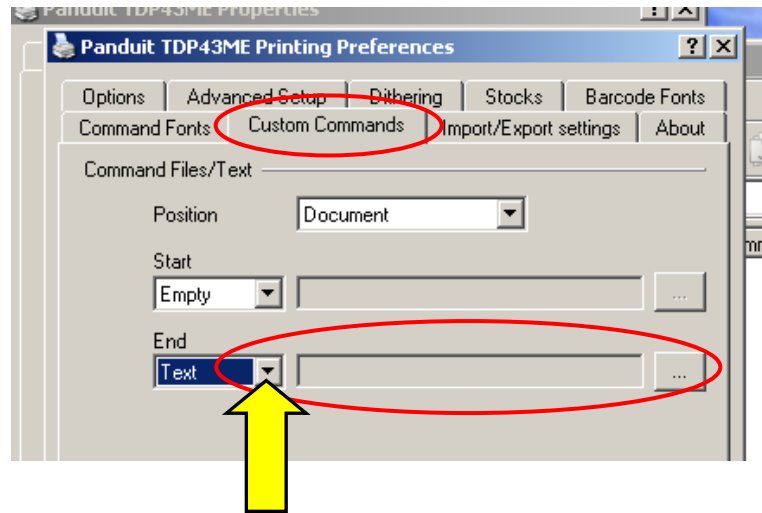 Panduit TDP43ME Properties
Panduit TDP43ME Printing Preferences
Options Advanced Setup Dithering Stocks Barcode Fonts
Command Fonts Custom Commands Import/Export settings About
Command Files/Text
Position Document
Start
Empty ...
End
Text ...